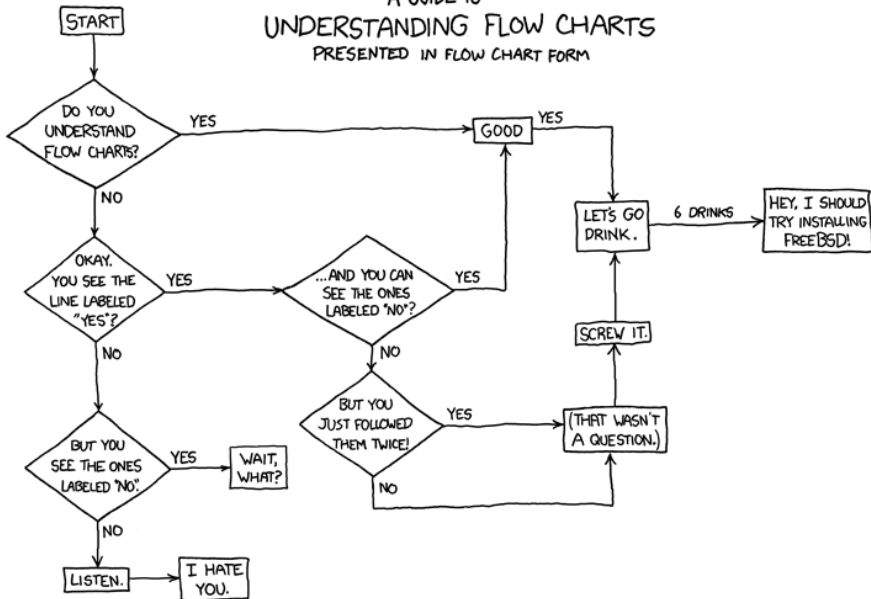 UNDERSTANDING FLOW CHARTS
PRESENTED IN FLOW CHART FORM
START
DO YOU
UNDERSTAND
FLOW CHARTS?
YES
NO
GOOD
YES
LET'S GO
DRINK.
6 DRINKS
HEY, I SHOULD
TRY INSTALLING
FREEBSD!
OKAY.
YOU SEE THE
LINE LABELED
"YES"?
YES
NO
...AND YOU CAN
SEE THE ONES
LABELED "NO"?
YES
NO
SCREW IT.
BUT YOU
JUST FOLLOWED
THEM TWICE!
YES
NO
(THAT WASN'T
A QUESTION.)
BUT YOU
SEE THE ONES
LABELED "NO".
YES
NO
WAIT,
WHAT?
LISTEN.
I HATE
YOU.